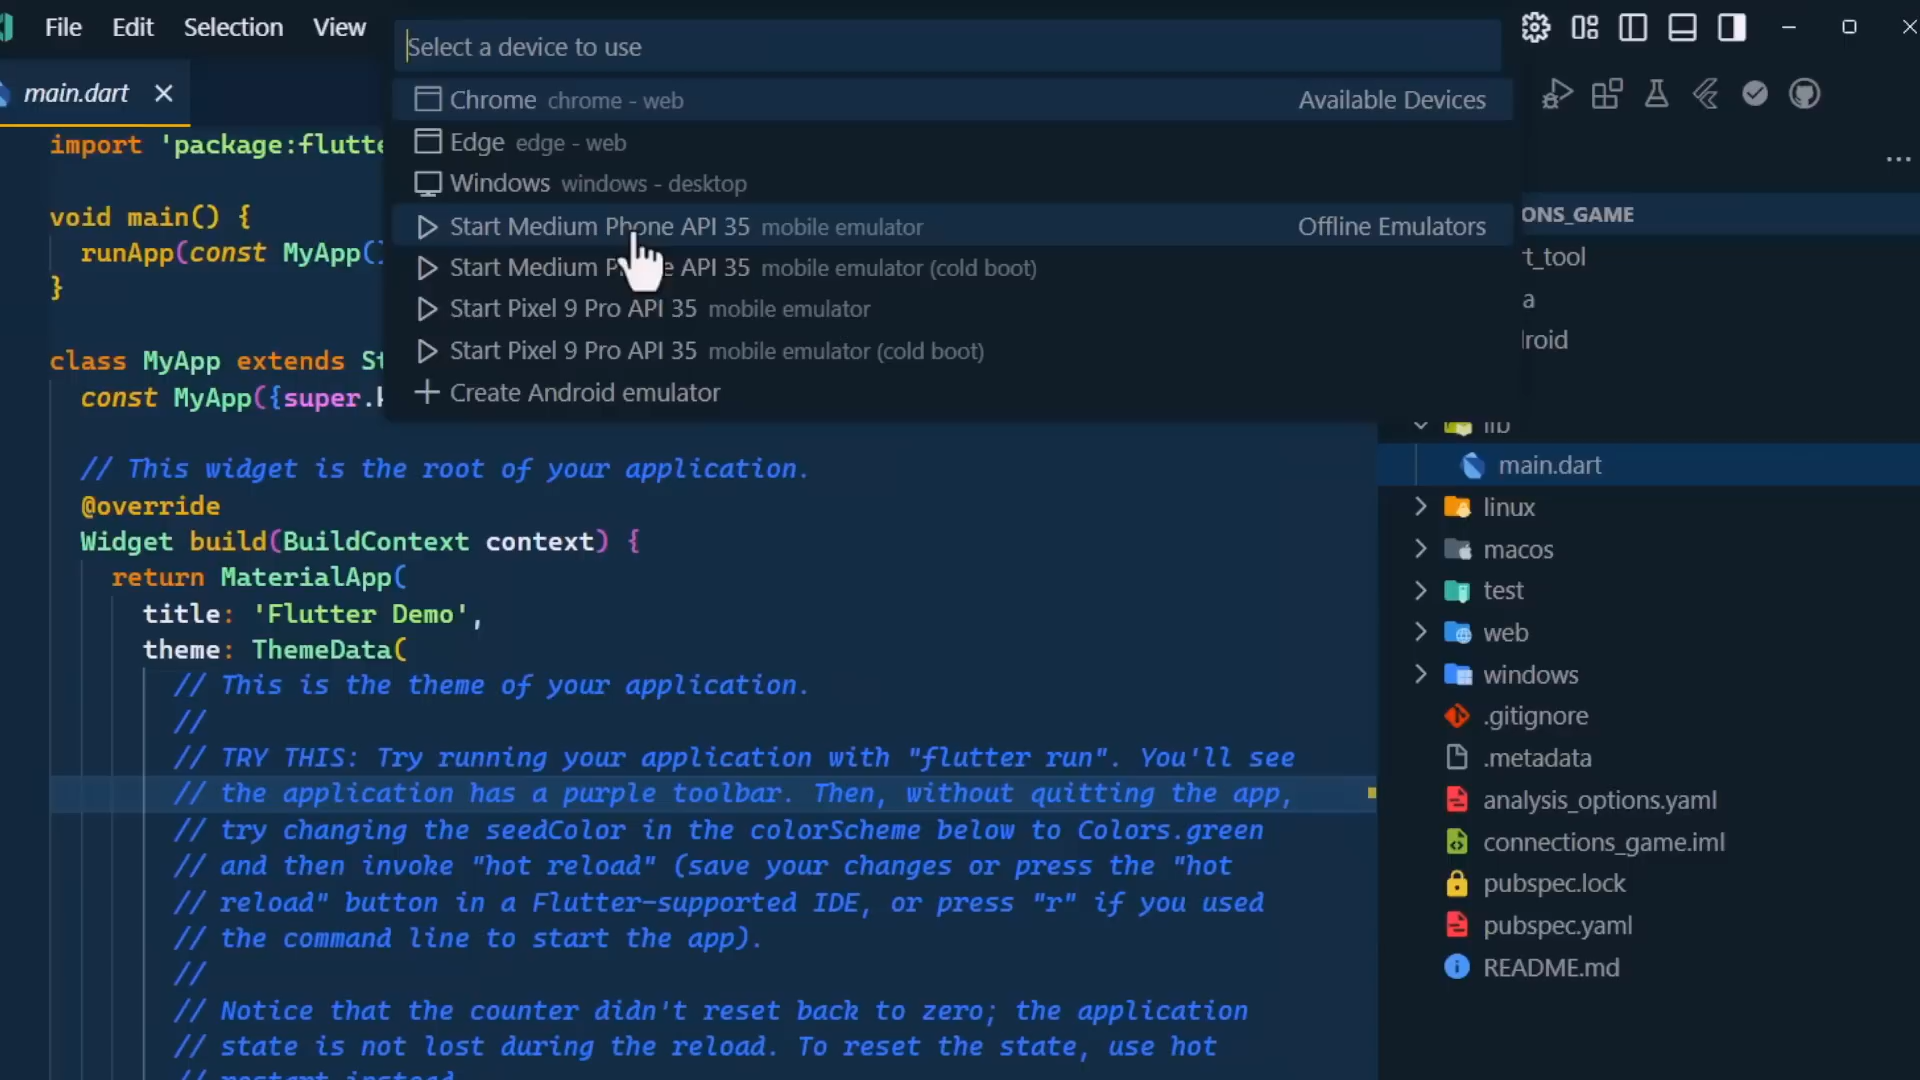 File Edit Selection View
Select a device to use
main.dart
Chrome chrome - web Available Devices
Edge edge - web
Windows windows - desktop
Start Medium Phone API 35 mobile emulator Offline Emulators
Start Medium Phone API 35 mobile emulator (cold boot)
Start Pixel 9 Pro API 35 mobile emulator
Start Pixel 9 Pro API 35 mobile emulator (cold boot)
Create Android emulator
import 'package:flutte
void main() {
runApp(const MyApp()
}
class MyApp extends St
const MyApp({super.k
// This widget is the root of your application.
@override
Widget build(BuildContext context) {
return MaterialApp(
title: 'Flutter Demo',
theme: ThemeData(
// This is the theme of your application.
//
// TRY THIS: Try running your application with "flutter run". You'll see
// the application has a purple toolbar. Then, without quitting the app,
// try changing the seedColor in the colorScheme below to Colors.green
// and then invoke "hot reload" (save your changes or press the "hot
// reload" button in a Flutter-supported IDE, or press "r" if you used
// the command line to start the app).
//
// Notice that the counter didn't reset back to zero; the application
// state is not lost during the reload. To reset the state, use hot
// restart instead
ONS_GAME
rt_tool
a
roid
lib
main.dart
linux
macos
test
web
windows
.gitignore
.metadata
analysis_options.yaml
connections_game.iml
pubspec.lock
pubspec.yaml
README.md